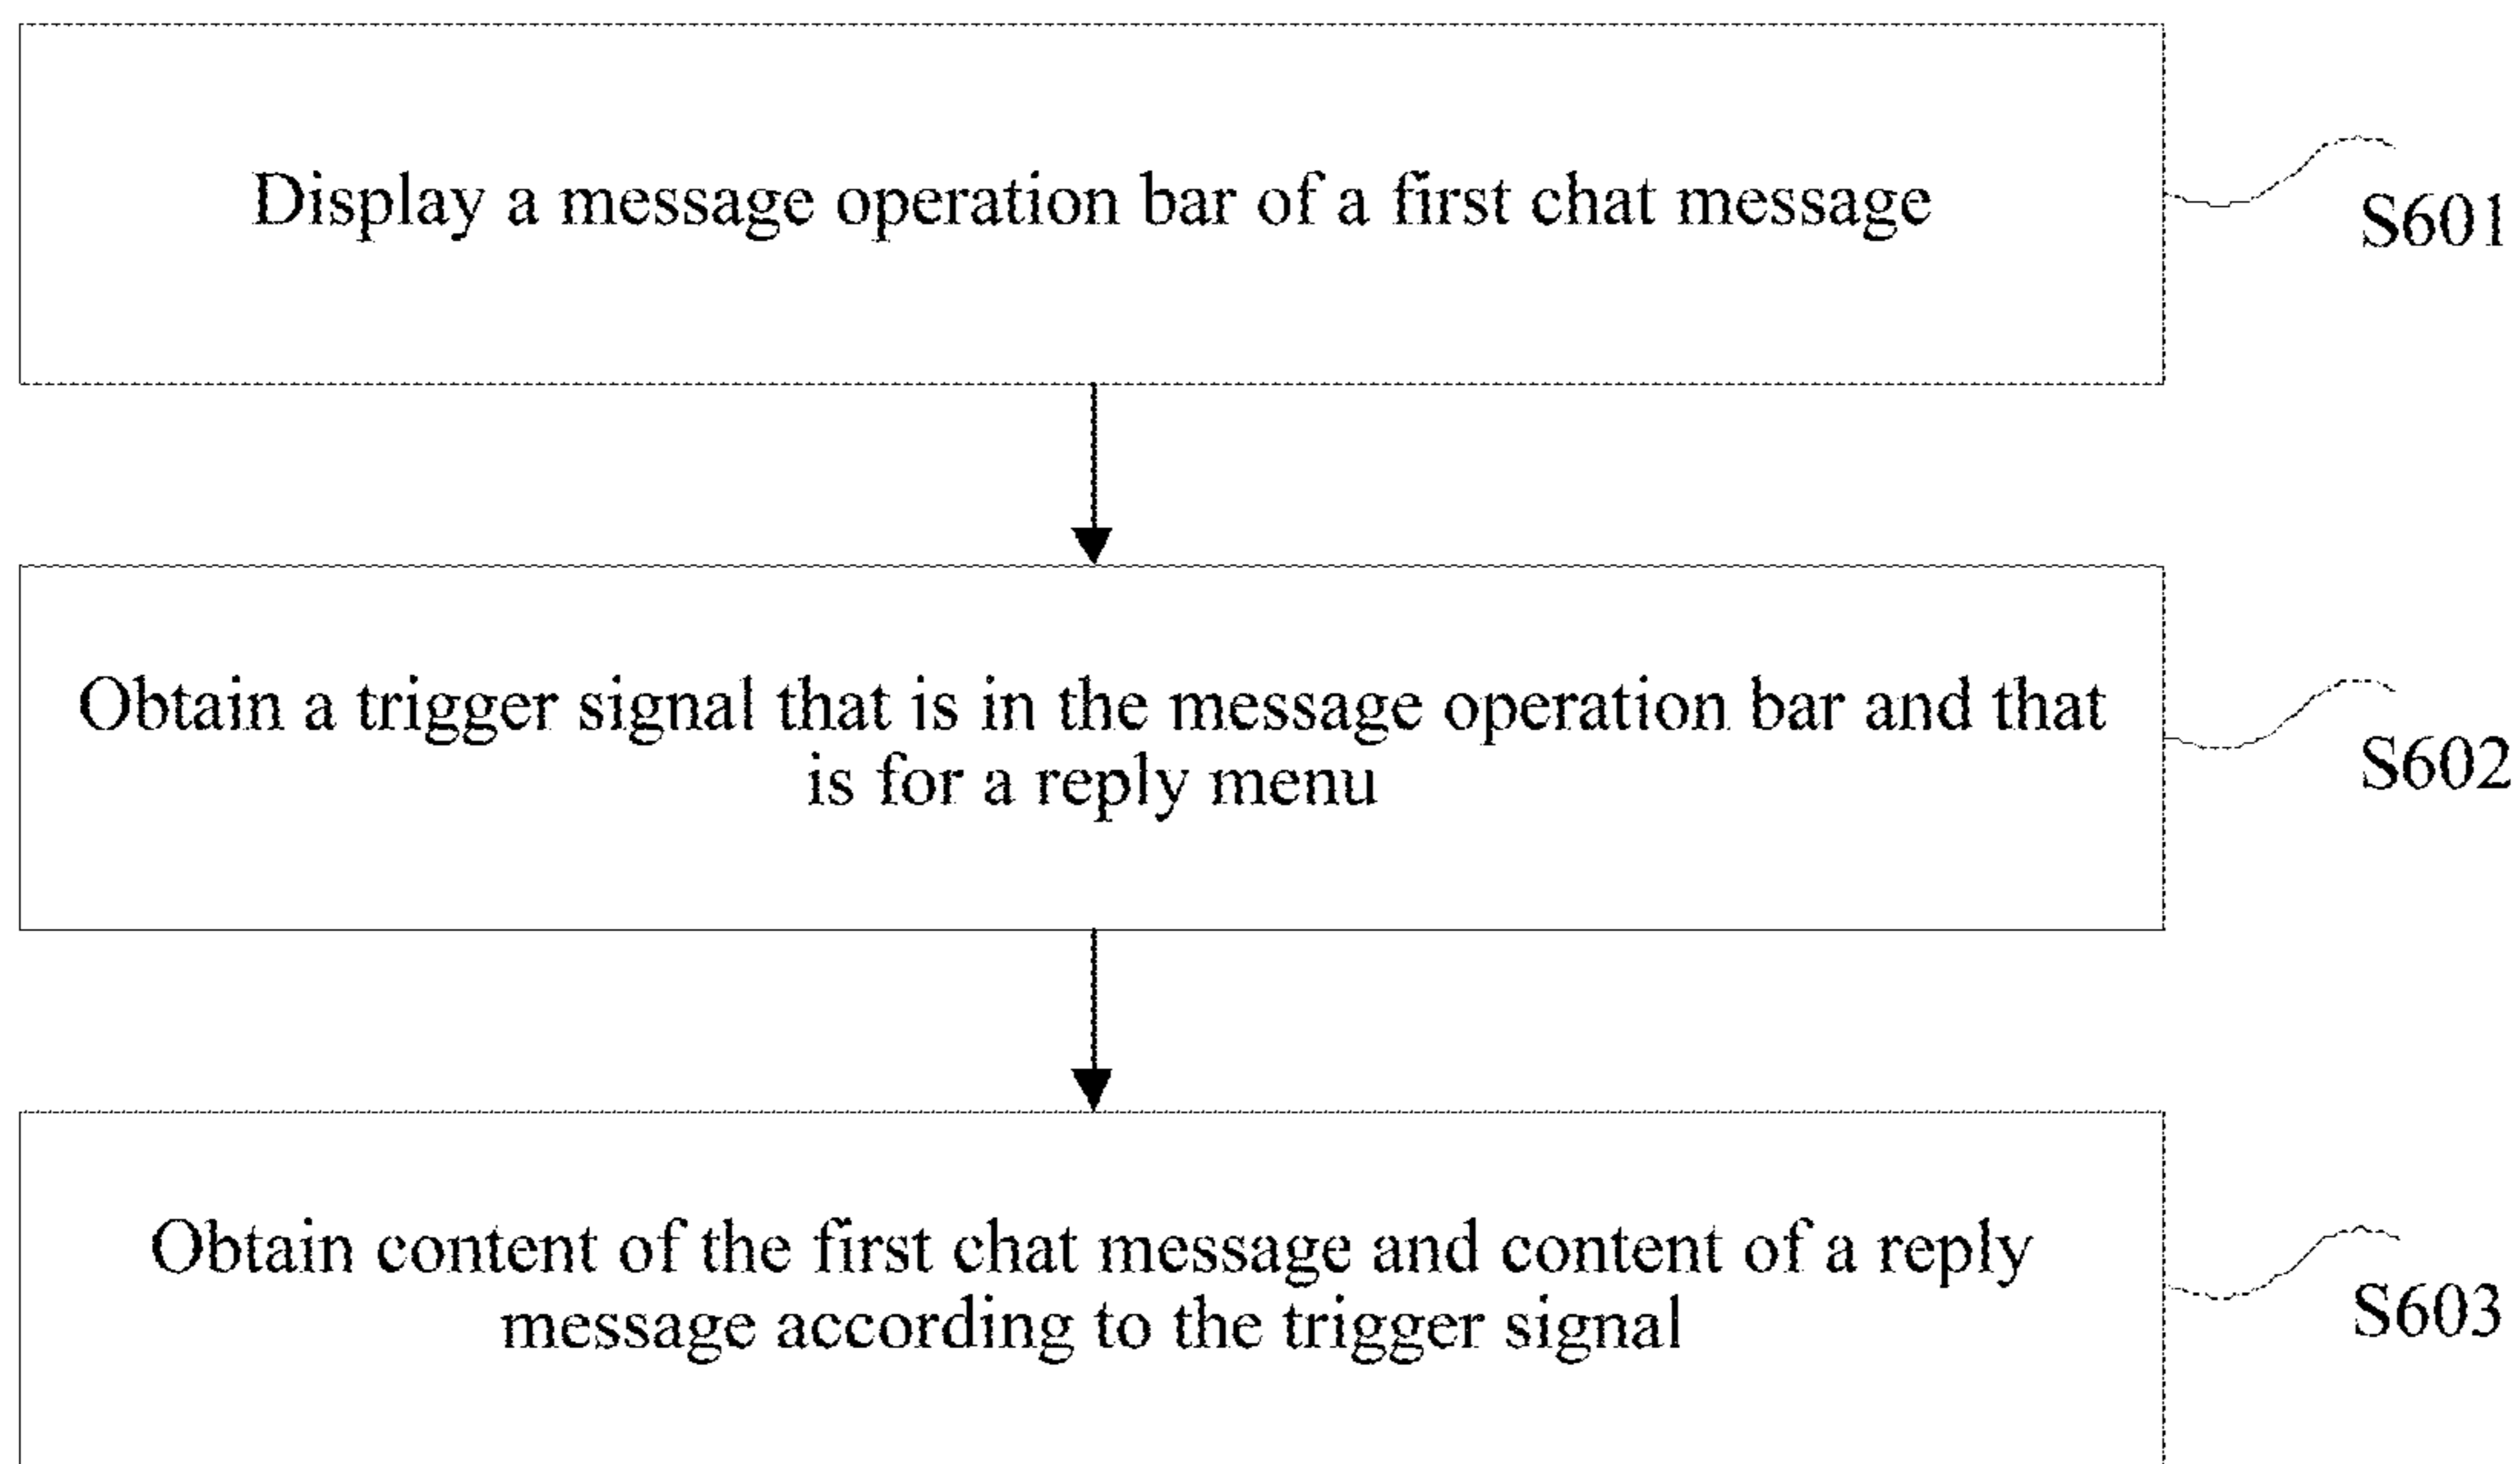 Display a message operation bar of a first chat message
S601
Obtain a trigger signal that is in the message operation bar and that
is for a reply menu
S602
Obtain content of the first chat message and content of a reply
message according to the trigger signal
S603